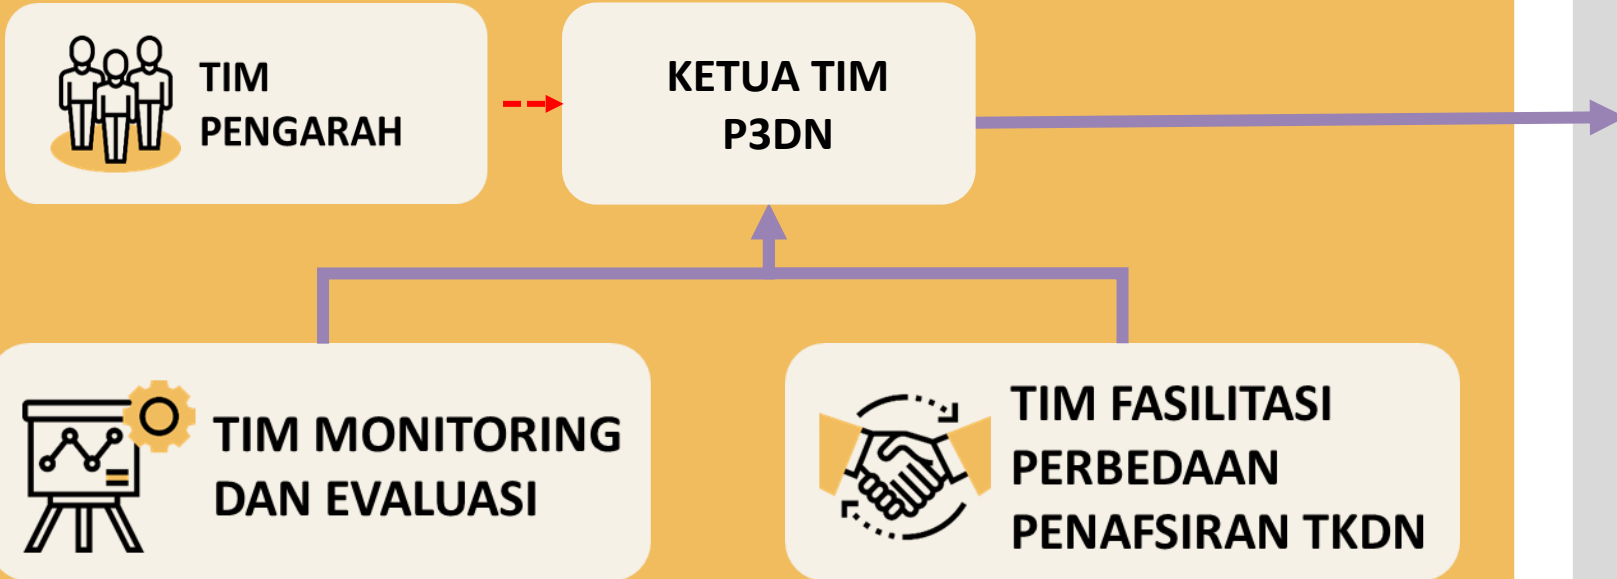 TIM
PENGARAH
KETUA TIM
P3DN
TIM MONITORING
DAN EVALUASI
TIM FASILITASI
PERBEDAAN
PENAFSIRAN TKDN